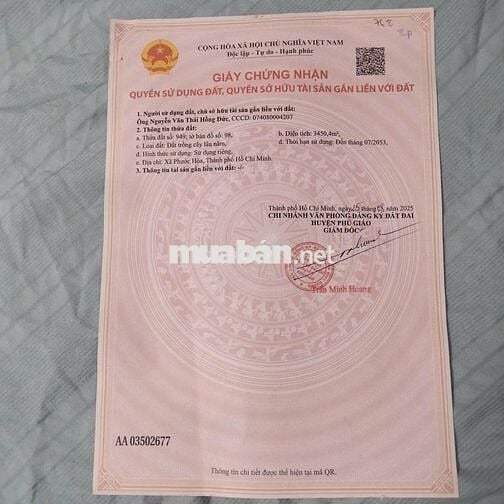 762
CỘNG HÒA XÃ HỘI CHỦ NGHĨA VIỆT NAM
Độc lập - Tự do - Hạnh phúc
GIẤY CHỨNG NHẬN
QUYỀN SỬ DỤNG ĐẤT, QUYỀN SỞ HỮU TÀI SẢN GẮN LIỀN VỚI ĐẤT
1. Người sử dụng đất, chủ sở hữu tài sản gắn liền với đất:
Ông Nguyễn Văn Thái Hồng Đức, CCCD: 074080004207
2. Thông tin thửa đất:
a. Thửa đất số: 949; tờ bản đồ số: 98, b. Diện tích: 3459,4m²,
c. Loại đất: Đất trồng cây lâu năm, d. Thời hạn sử dụng: Đến tháng 07/2053,
đ. Hình thức sử dụng: Sử dụng riêng,
e. Địa chỉ: Xã Phước Hòa, Thành phố Hồ Chí Minh.
3. Thông tin tài sản gắn liền với đất: -/-
Thành phố Hồ Chí Minh, 2025
CHI NHÁNH VĂN PHÒNG ĐĂNG KÝ ĐẤT ĐAI
HUYỆN PHÚ GIÁO
GIÁM ĐỐC
muabán.net
Trần Minh Hoang
AA 03502677
Thông tin chi tiết được thể hiện tại mã QR.